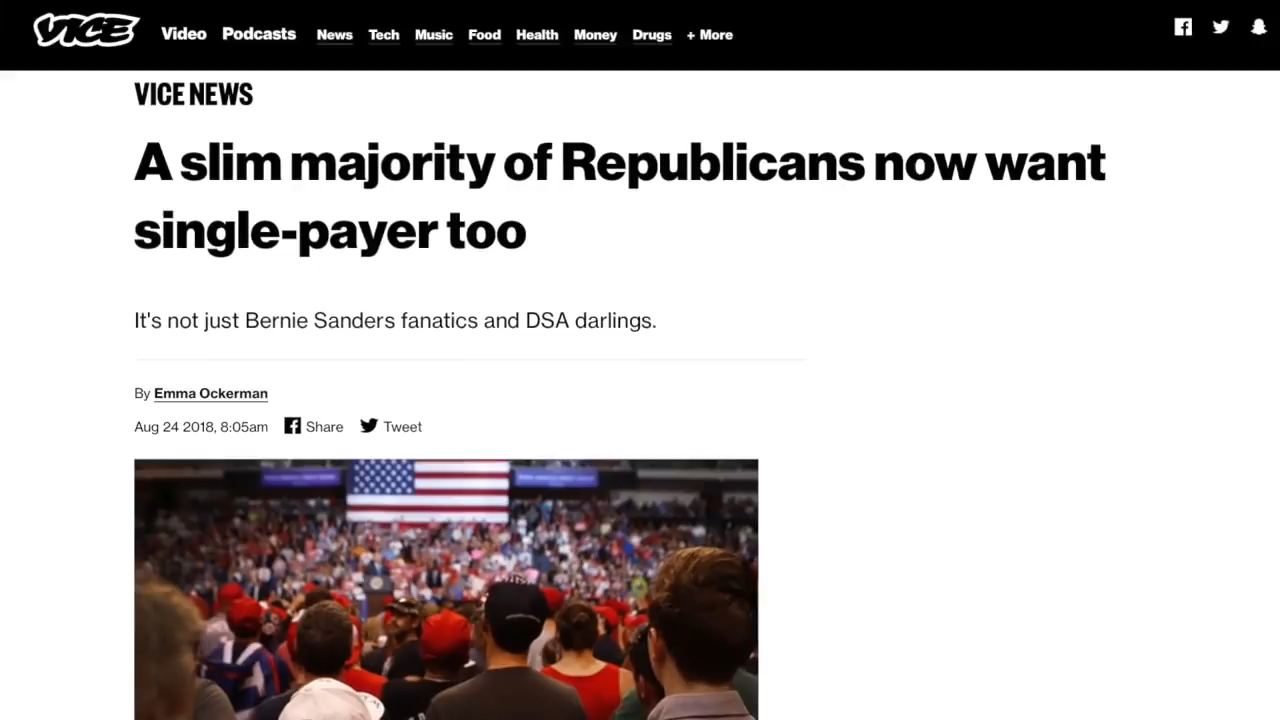 VICE Video Podcasts News Tech Music Food Health Money Drugs + More
VICE NEWS
A slim majority of Republicans now want
single-payer too
It's not just Bernie Sanders fanatics and DSA darlings.
By Emma Ockerman
Aug 24 2018, 8:05am Share Tweet